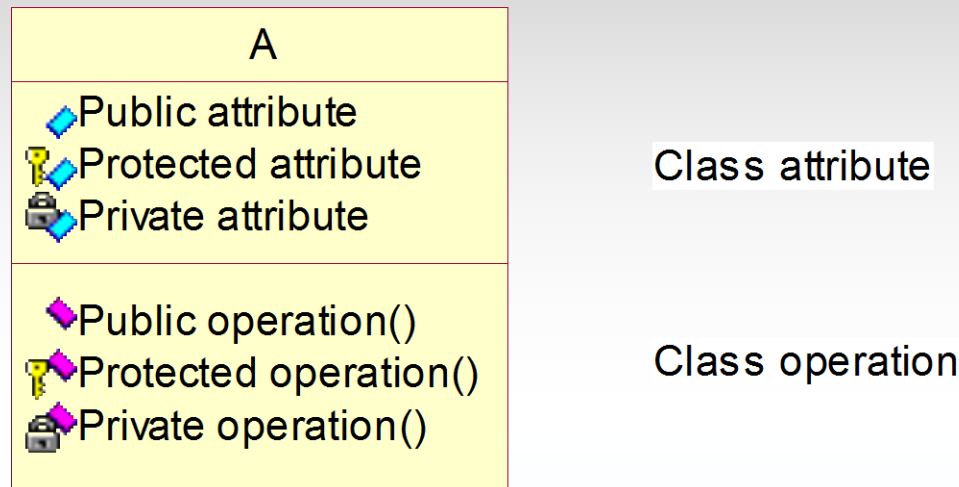 A
Public attribute
Protected attribute
Private attribute
Class attribute
Public operation()
Protected operation()
Private operation()
Class operation